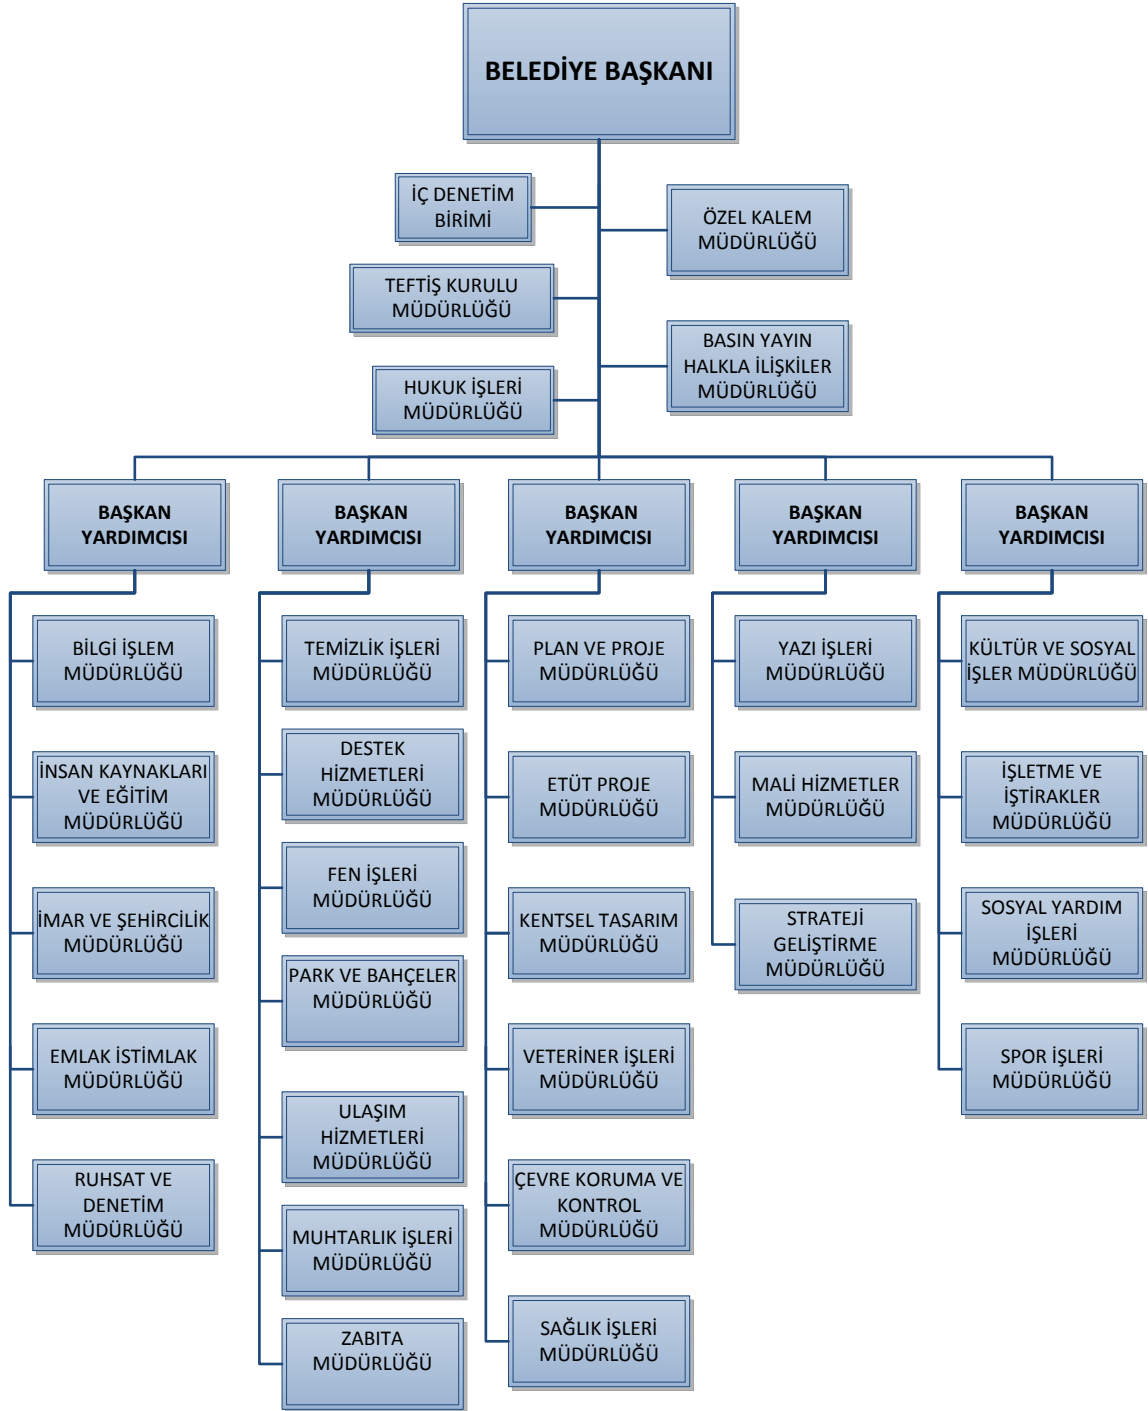 BELEDİYE BAŞKANI
İÇ DENETİM
BİRİMİ
ÖZEL KALEM
MÜDÜRLÜĞÜ
TEFTİŞ KURULU
MÜDÜRLÜĞÜ
BASIN YAYIN
HALKLA İLİŞKİLER
MÜDÜRLÜĞÜ
HUKUK İŞLERİ
MÜDÜRLÜĞÜ
BAŞKAN
YARDIMCISI
BAŞKAN
YARDIMCISI
BAŞKAN
YARDIMCISI
BAŞKAN
YARDIMCISI
BAŞKAN
YARDIMCISI
BİLGİ İŞLEM
MÜDÜRLÜĞÜ
İNSAN KAYNAKLARI
VE EĞİTİM
MÜDÜRLÜĞÜ
İMAR VE ŞEHİRCİLİK
MÜDÜRLÜĞÜ
EMLAK İSTİMLAK
MÜDÜRLÜĞÜ
RUHSAT VE
DENETİM
MÜDÜRLÜĞÜ
TEMİZLİK İŞLERİ
MÜDÜRLÜĞÜ
DESTEK
HİZMETLERİ
MÜDÜRLÜĞÜ
FEN İŞLERİ
MÜDÜRLÜĞÜ
PARK VE BAHÇELER
MÜDÜRLÜĞÜ
ULAŞIM
HİZMETLERİ
MÜDÜRLÜĞÜ
MUHTARLIK İŞLERİ
MÜDÜRLÜĞÜ
ZABITA
MÜDÜRLÜĞÜ
PLAN VE PROJE
MÜDÜRLÜĞÜ
ETÜT PROJE
MÜDÜRLÜĞÜ
KENTSEL TASARIM
MÜDÜRLÜĞÜ
VETERİNER İŞLERİ
MÜDÜRLÜĞÜ
ÇEVRE KORUMA VE
KONTROL
MÜDÜRLÜĞÜ
SAĞLIK İŞLERİ
MÜDÜRLÜĞÜ
YAZI İŞLERİ
MÜDÜRLÜĞÜ
MALİ HİZMETLER
MÜDÜRLÜĞÜ
STRATEJİ
GELİŞTİRME
MÜDÜRLÜĞÜ
KÜLTÜR VE SOSYAL
İŞLER MÜDÜRLÜĞÜ
İŞLETME VE
İŞTİRAKLER
MÜDÜRLÜĞÜ
SOSYAL YARDIM
İŞLERİ
MÜDÜRLÜĞÜ
SPOR İŞLERİ
MÜDÜRLÜĞÜ